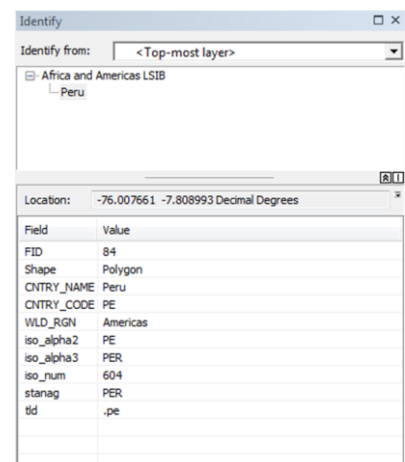 Identify
Identify from: <Top-most layer>
Africa and Americas LSIB
Peru
Location: -76.007661 -7.808993 Decimal Degrees
Field Value
FID 84
Shape Polygon
CNTRY_NAME Peru
CNTRY_CODE PE
WLD_RGN Americas
iso_alpha2 PE
iso_alpha3 PER
iso_num 604
stanag PER
tld .pe